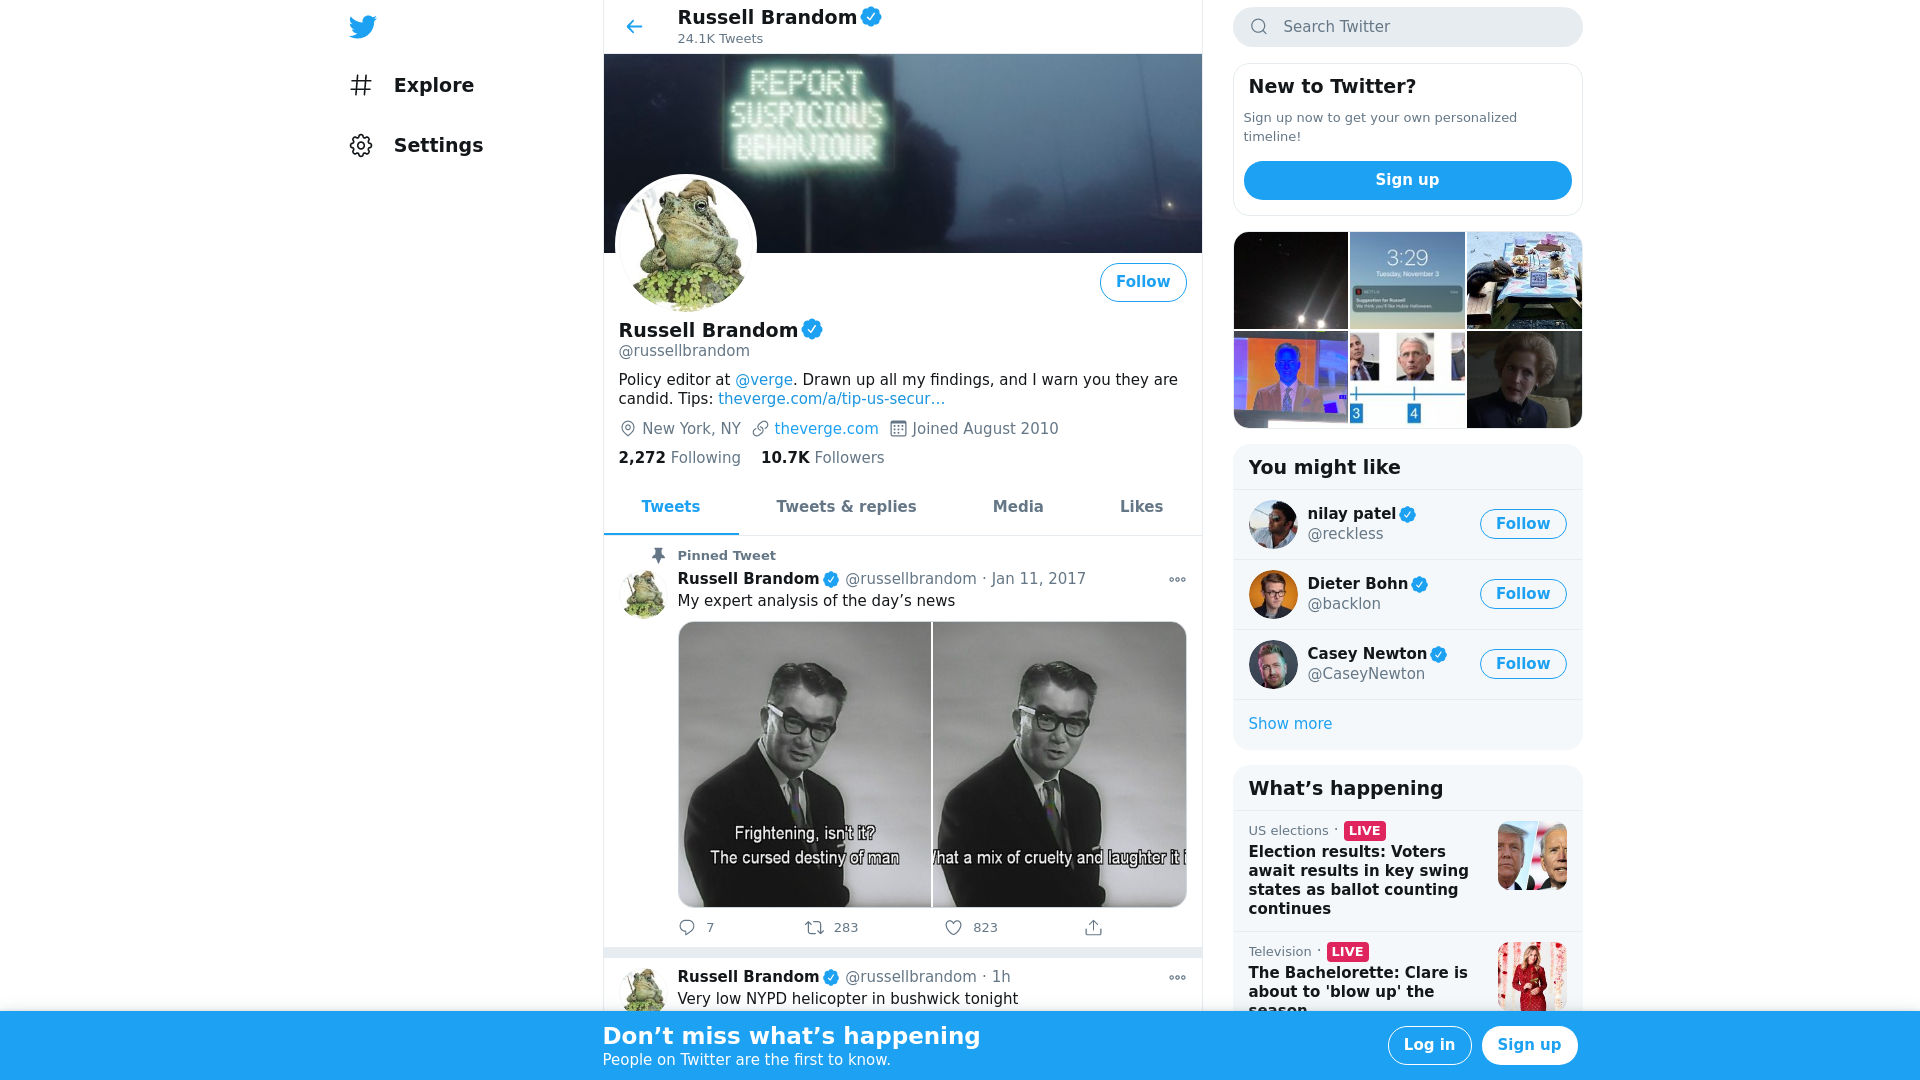 Explore
Settings
Russell Brandom
24.1K Tweets
REPORT
SUSPICIOUS
BEHAVIOUR
Follow
Russell Brandom
@russellbrandom
Policy editor at @verge. Drawn up all my findings, and I warn you they are
candid. Tips: theverge.com/a/tip-us-secur…
New York, NY theverge.com Joined August 2010
2,272 Following 10.7K Followers
Tweets Tweets & replies Media Likes
Pinned Tweet
Russell Brandom @russellbrandom · Jan 11, 2017
My expert analysis of the day’s news
Frightening, isn't it?
The cursed destiny of man
hat a mix of cruelty and laughter it i
7 283 823
Russell Brandom @russellbrandom · 1h
Very low NYPD helicopter in bushwick tonight
Search Twitter
New to Twitter?
Sign up now to get your own personalized
timeline!
Sign up
3:29
Tuesday, November 3
Suggestion for Russell
3 4
You might like
nilay patel
@reckless
Follow
Dieter Bohn
@backlon
Follow
Casey Newton
@CaseyNewton
Follow
Show more
What’s happening
US elections · LIVE
Election results: Voters
await results in key swing
states as ballot counting
continues
Television · LIVE
The Bachelorette: Clare is
about to 'blow up' the
season
Don’t miss what’s happening
People on Twitter are the first to know.
Log in Sign up